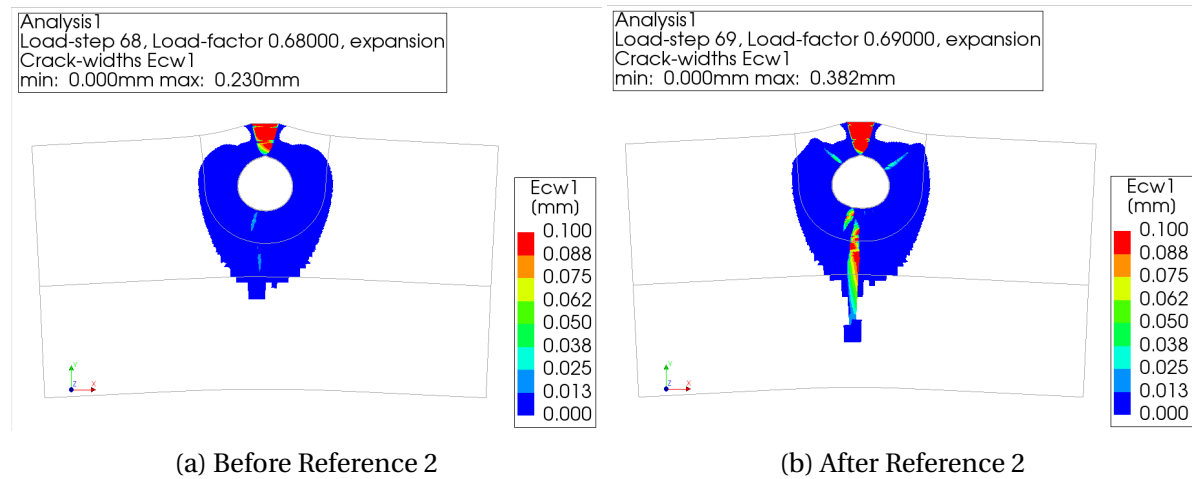 Analysis1
Load-step 68, Load-factor 0.68000, expansion
Crack-widths Ecw1
min: 0.000mm max: 0.230mm
Ecw1
(mm)
0.100
0.088
0.075
0.062
0.050
0.038
0.025
0.013
0.000
Y
Z
X
(a) Before Reference 2
Analysis1
Load-step 69, Load-factor 0.69000, expansion
Crack-widths Ecw1
min: 0.000mm max: 0.382mm
Ecw1
(mm)
0.100
0.088
0.075
0.062
0.050
0.038
0.025
0.013
0.000
Y
Z
X
(b) After Reference 2